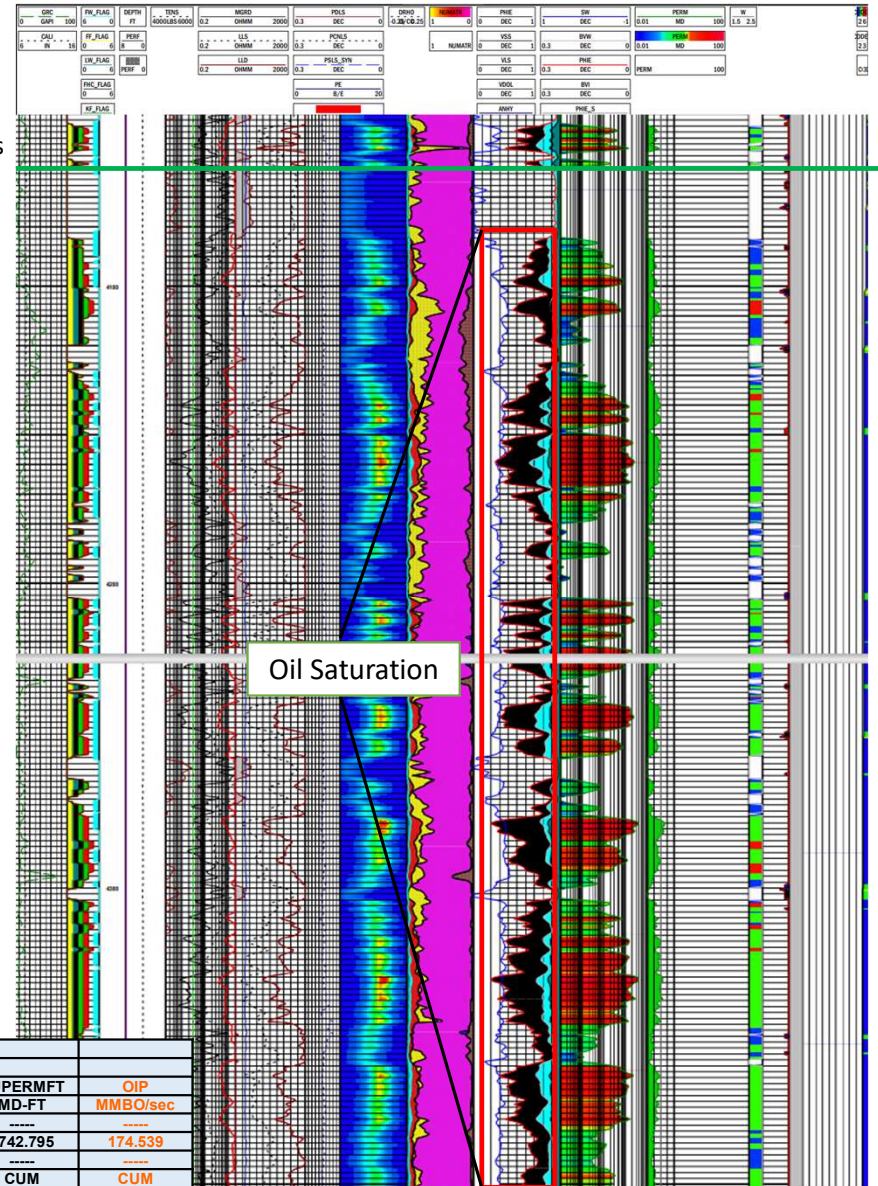 GRC FW_FLAG DEPTH TENS MGRD PDLS DRHO NUMATR PHIE SW PERM W
0 GAPI 100 0 6 FT 0.2 OHMM 2000 0.3 DEC 0 1 0 0 DEC 1 1 DEC -1 0.01 MD 100 1.5 2.5
CALI FF_FLAG PERF LLS PCNLS VSS BVW PERM
6 IN 16 0 6 8 0 0.2 OHMM 2000 0.3 DEC 0 1 NUMATR 0 DEC 1 0.3 DEC 0 0.01 MD 100
LW_FLAG LLD PSLS_SYN VLS PHIE
0 6 PERF 0 0.2 OHMM 2000 0.3 DEC 0 0 DEC 1 0.3 DEC 0 PERM 100
FHC_FLAG PE VDOL BVI
0 6 0 B/E 20 0 DEC 1 0.3 DEC 0
KF_FLAG ANHY PHIE_S
s
Oil Saturation
PERMFT OIP
MD-FT MMBO/sec
----- -----
742.795 174.539
----- -----
CUM CUM